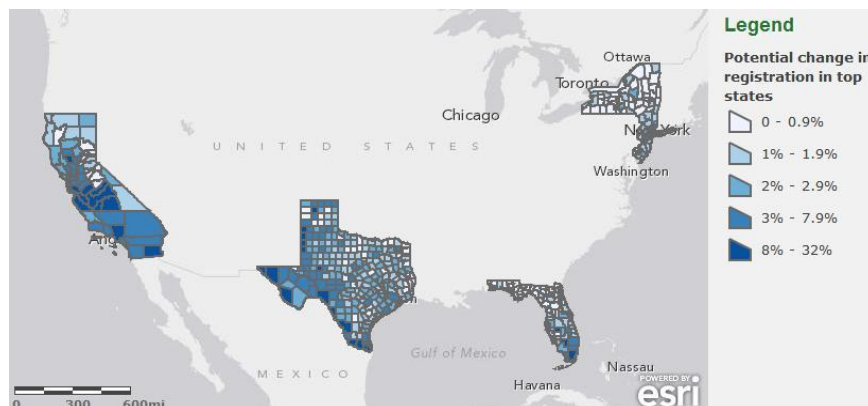 Legend
Potential change in
registration in top
states
0 - 0.9%
1% - 1.9%
2% - 2.9%
3% - 7.9%
8% - 32%
Ottawa
Toronto
Chicago
New York
UNITED STATES
Washington
Gulf of Mexico
MEXICO
Nassau
Havana
POWERED BY
esri
0 300 600mi